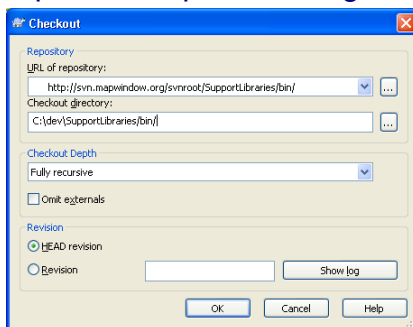 Checkout
Repository
URL of repository:
http://svn.mapwindow.org/svnroot/SupportLibraries/bin/
...
Checkout directory:
C:\dev\SupportLibraries/bin/
...
Checkout Depth
Fully recursive
Omit externals
Revision
HEAD revision
Revision
Show log
OK Cancel Help